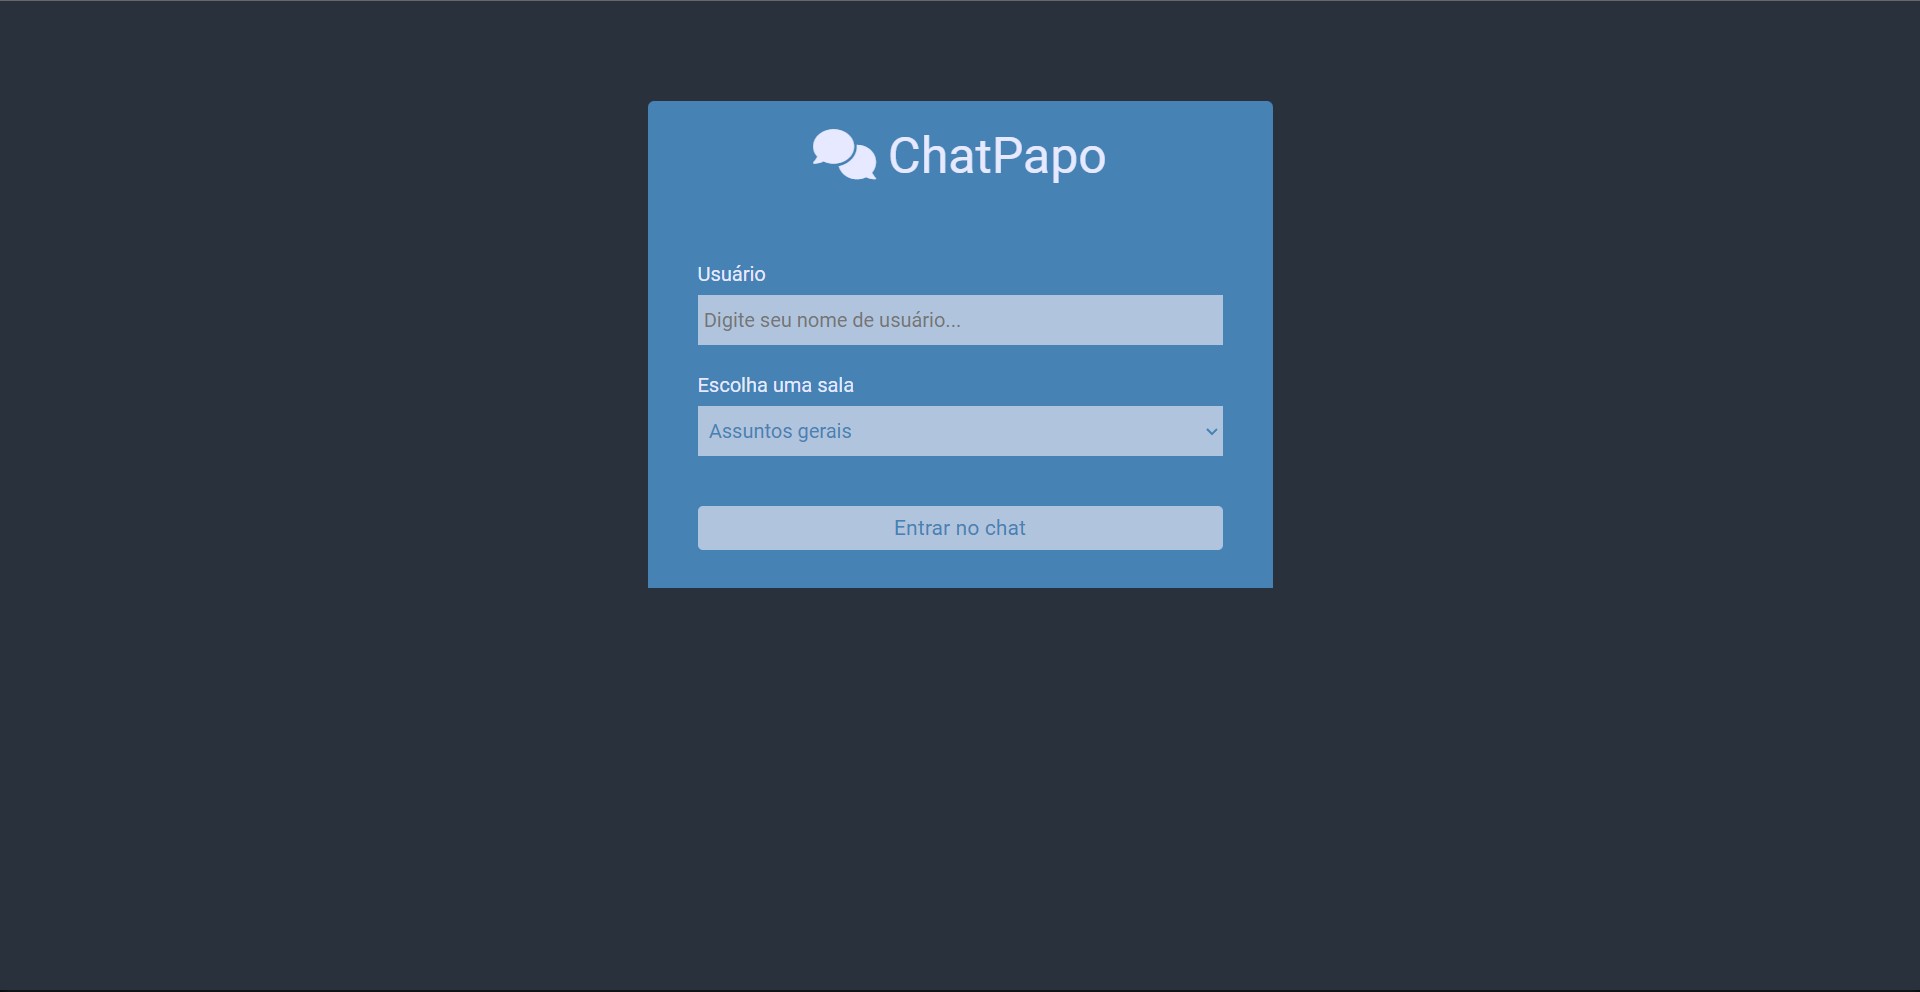 ChatPapo
Usuário
Digite seu nome de usuário...
Escolha uma sala
Assuntos gerais
Entrar no chat